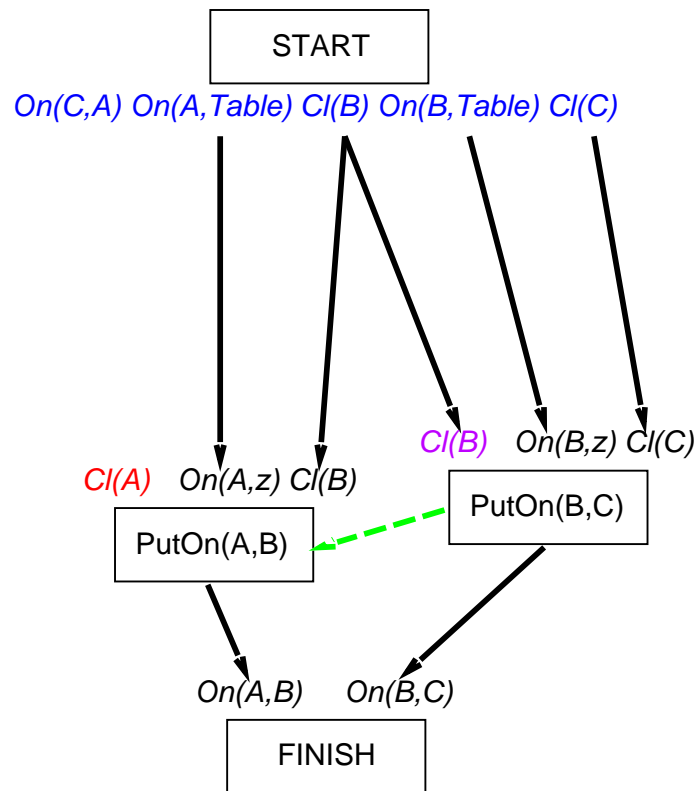 START
On(C,A) On(A,Table) Cl(B) On(B,Table) Cl(C)
Cl(B) On(B,z) Cl(C)
Cl(A) On(A,z) Cl(B)
PutOn(B,C)
PutOn(A,B)
On(A,B) On(B,C)
FINISH